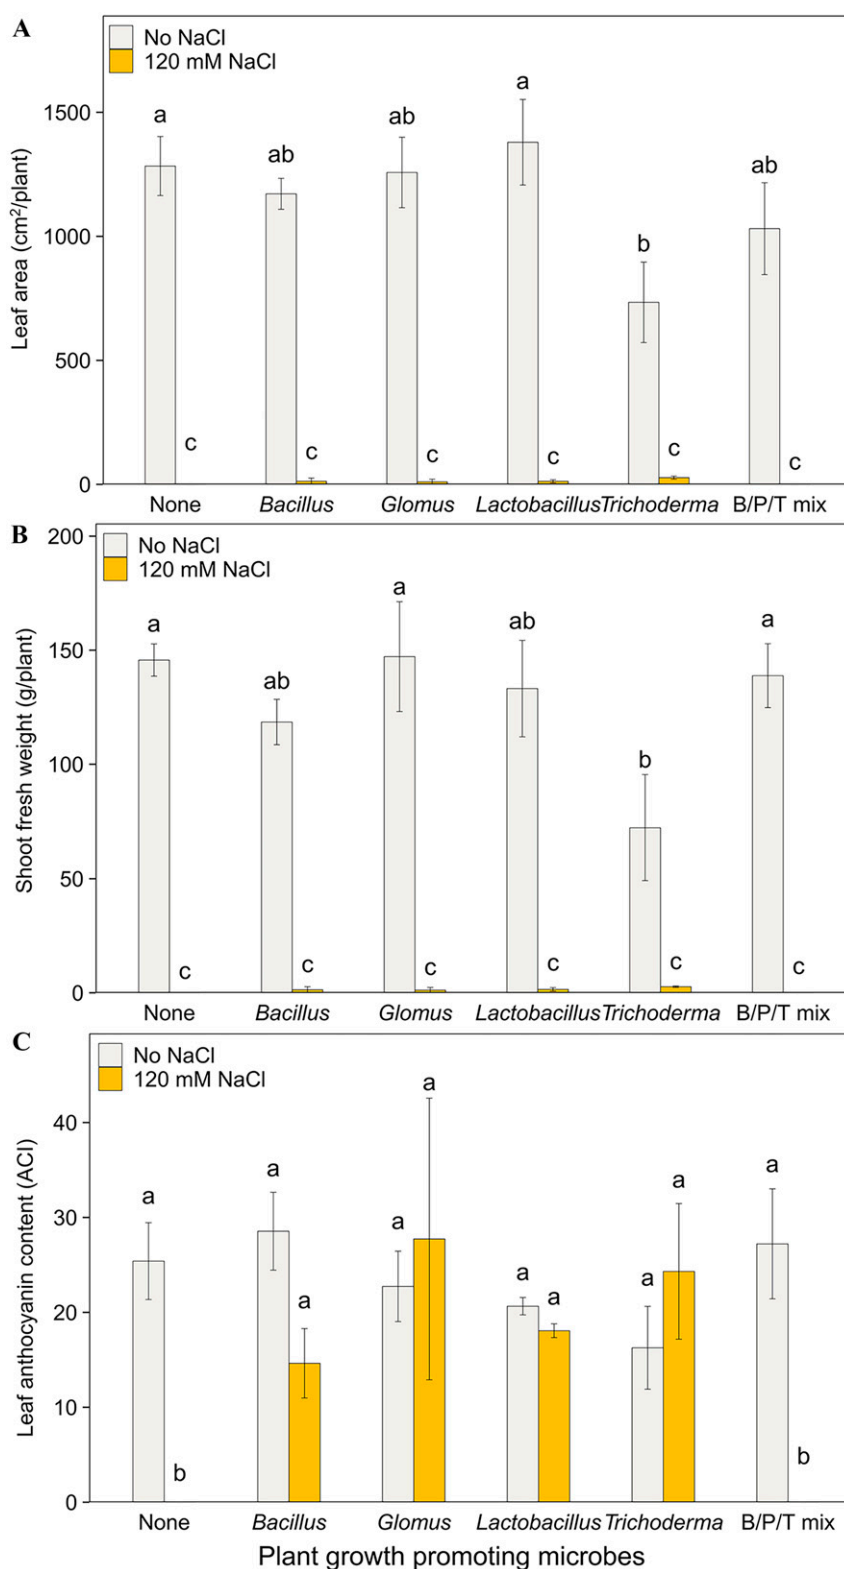 A
No NaCl
120 mM NaCl
Leaf area (cm²/plant)
1500
1000
500
0
a
ab
ab
a
b
ab
c
c
c
c
c
c
None
Bacillus
Glomus
Lactobacillus
Trichoderma
B/P/T mix
B
No NaCl
120 mM NaCl
Shoot fresh weight (g/plant)
200
150
100
50
0
a
ab
a
ab
b
a
c
c
c
c
c
c
None
Bacillus
Glomus
Lactobacillus
Trichoderma
B/P/T mix
C
No NaCl
120 mM NaCl
Leaf anthocyanin content (ACI)
40
30
20
10
0
a
b
a
a
a
a
a
a
a
a
a
b
None
Bacillus
Glomus
Lactobacillus
Trichoderma
B/P/T mix
Plant growth promoting microbes